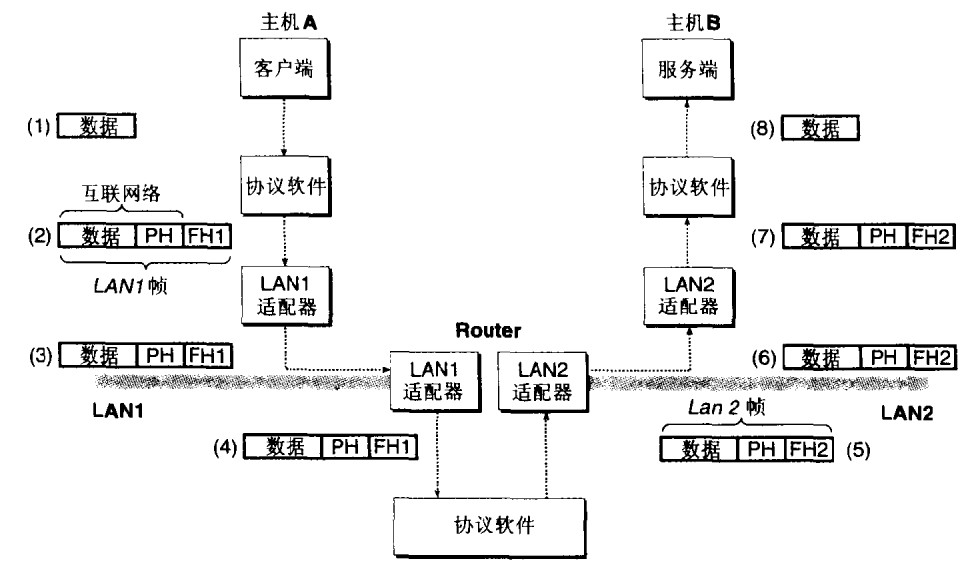 主机A
主机B
客户端
服务端
(1) 数据
(8) 数据
协议软件
协议软件
互联网络
(2) 数据 PH FH1
(7) 数据 PH FH2
LAN1帧
LAN1
适配器
LAN2
适配器
Router
(3) 数据 PH FH1
LAN1
适配器
LAN2
适配器
(6) 数据 PH FH2
LAN1
Lan 2 帧
LAN2
(4) 数据 PH FH1
数据 PH FH2 (5)
协议软件